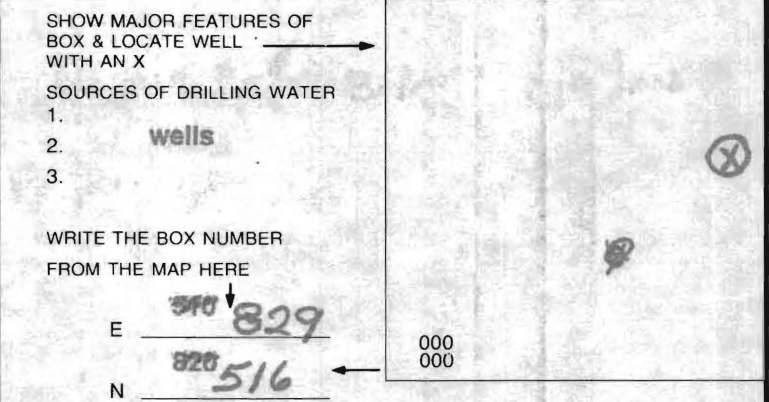 SHOW MAJOR FEATURES OF
BOX & LOCATE WELL
WITH AN X
SOURCES OF DRILLING WATER
1.
2. wells
3.
X
WRITE THE BOX NUMBER
FROM THE MAP HERE
E 829
N 516
000
000